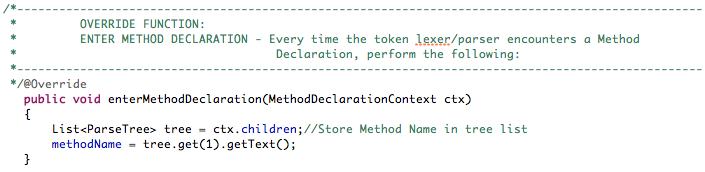 /*----------------------------------------------------------------------------------------------------
*         OVERRIDE FUNCTION:
*         ENTER METHOD DECLARATION - Every time the token lexer/parser encounters a Method
*                                    Declaration, perform the following:
*----------------------------------------------------------------------------------------------------
*/@Override
public void enterMethodDeclaration(MethodDeclarationContext ctx)
{
    List<ParseTree> tree = ctx.children;//Store Method Name in tree list
    methodName = tree.get(1).getText();
}